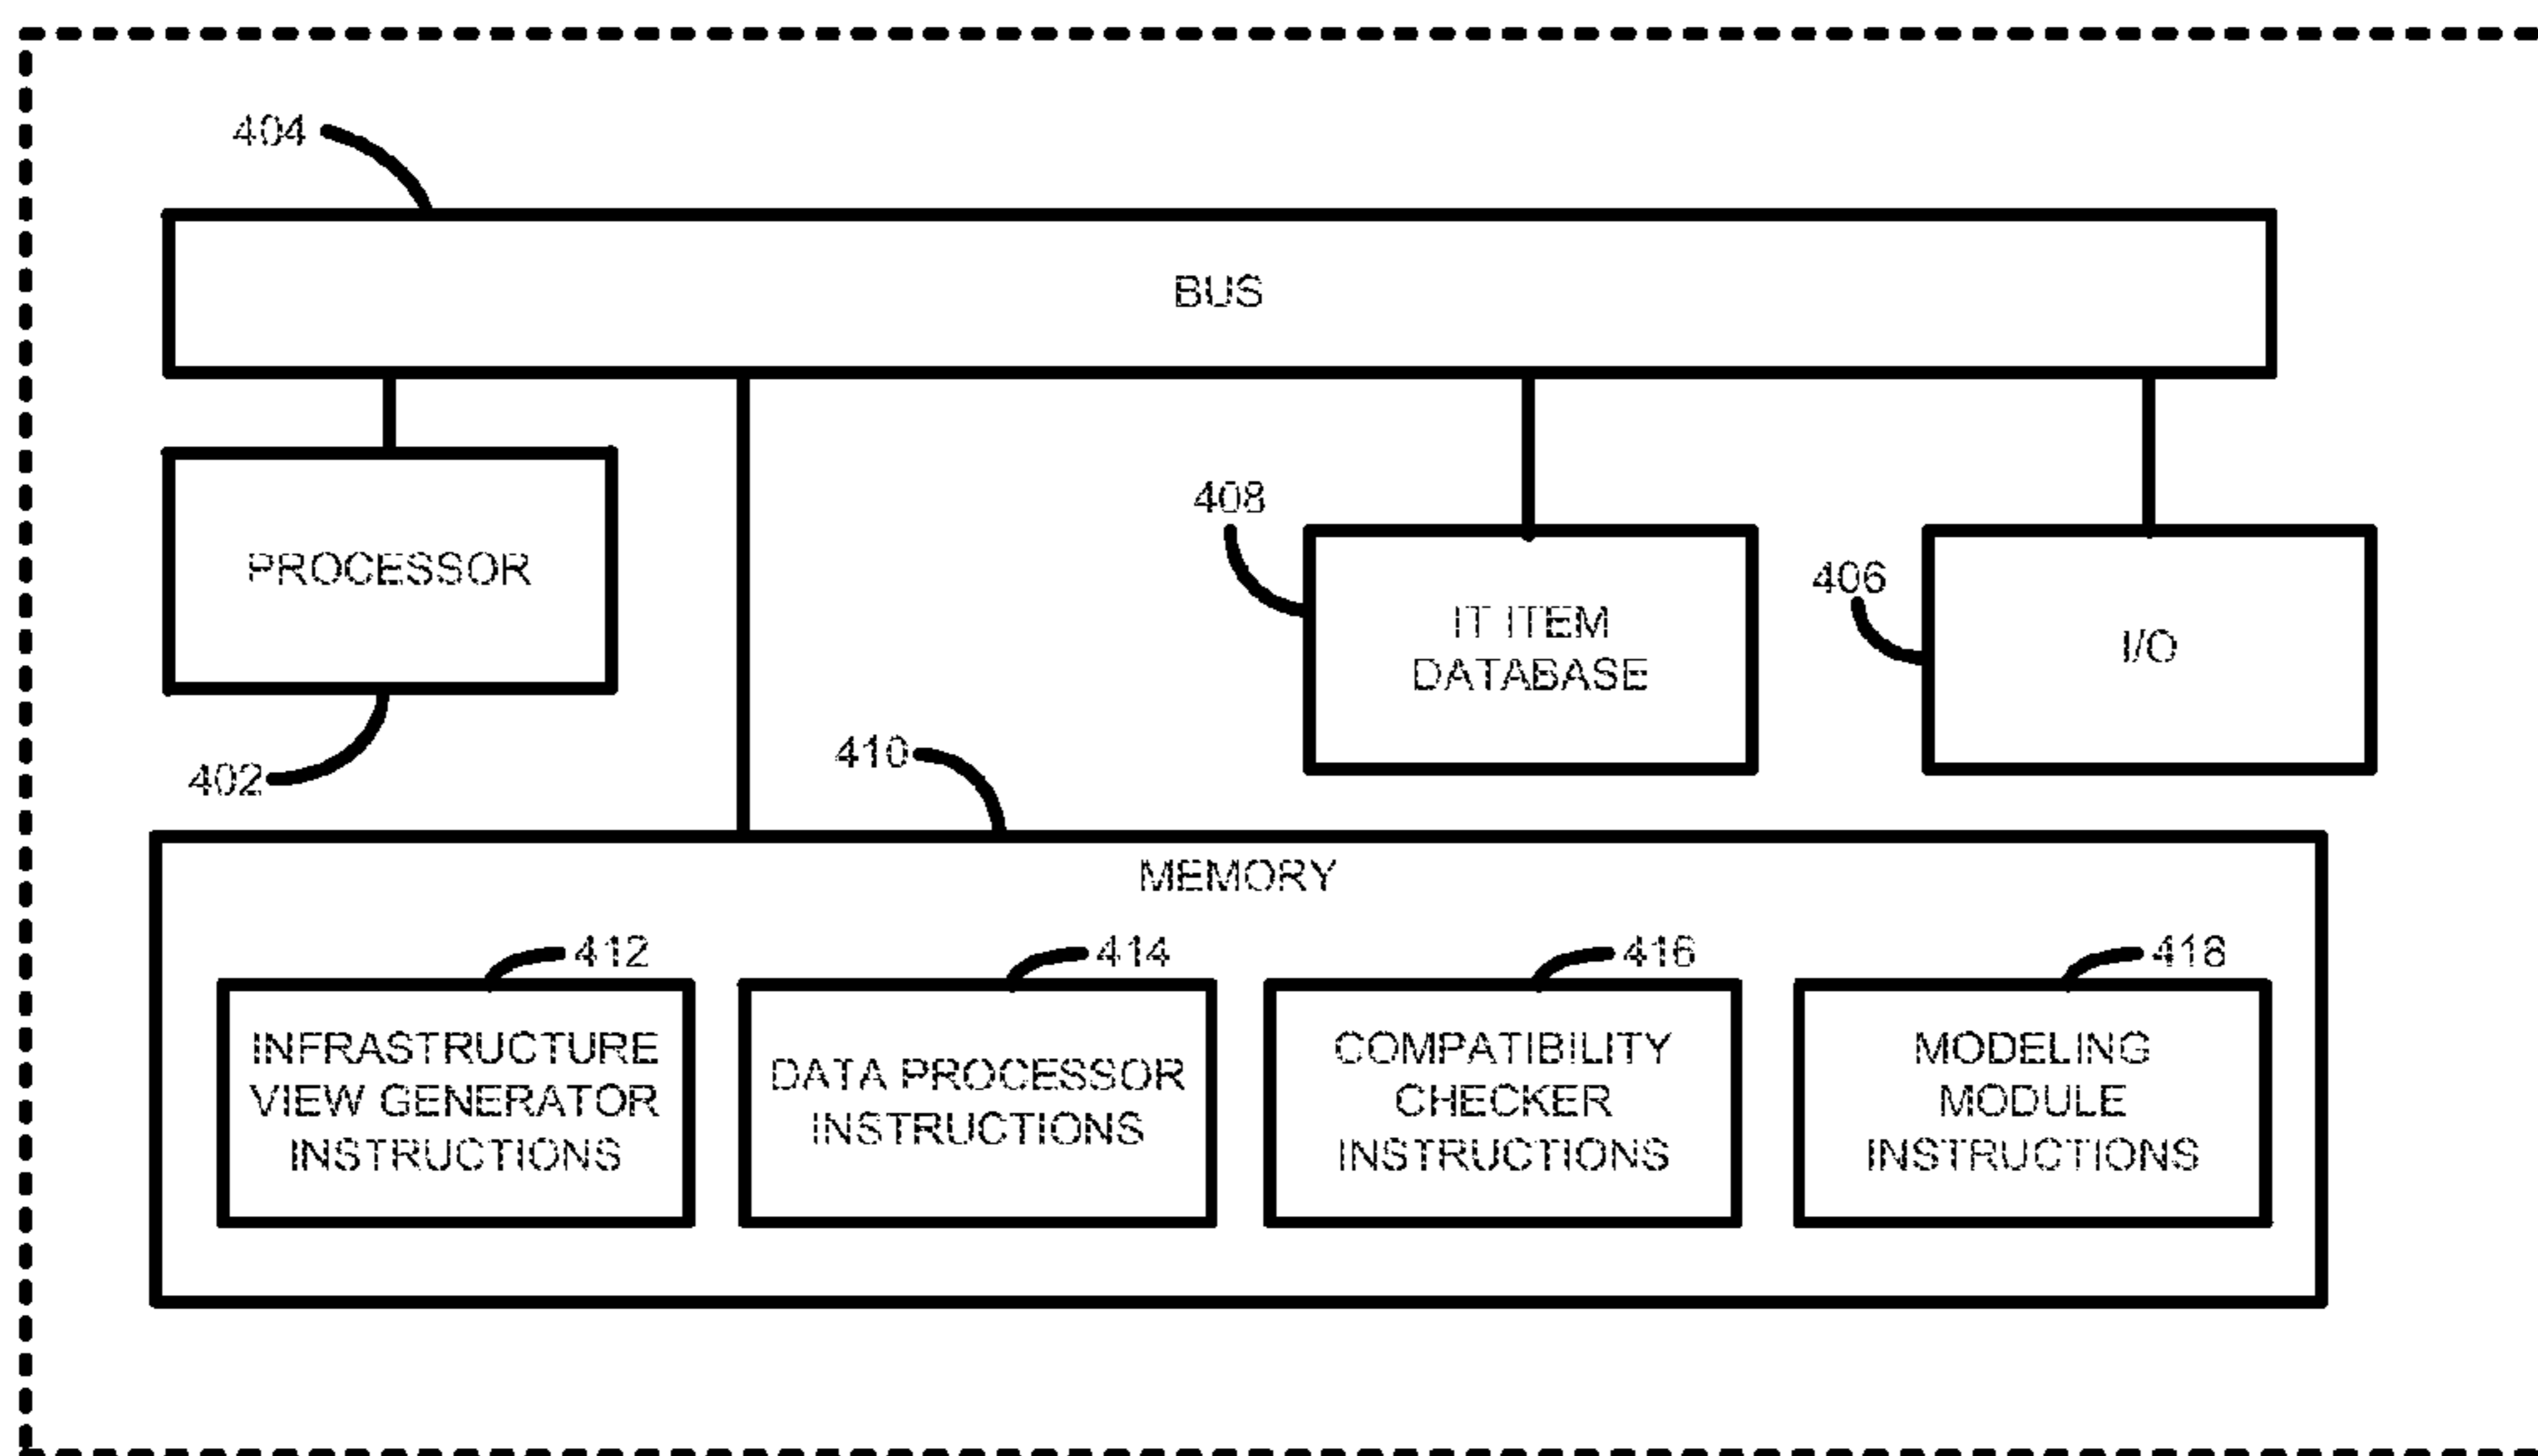 404
BUS
PROCESSOR
402
408
IT ITEM
DATABASE
406
I/O
410
MEMORY
412
INFRASTRUCTURE
VIEW GENERATOR
INSTRUCTIONS
414
DATA PROCESSOR
INSTRUCTIONS
416
COMPATIBILITY
CHECKER
INSTRUCTIONS
418
MODELING
MODULE
INSTRUCTIONS